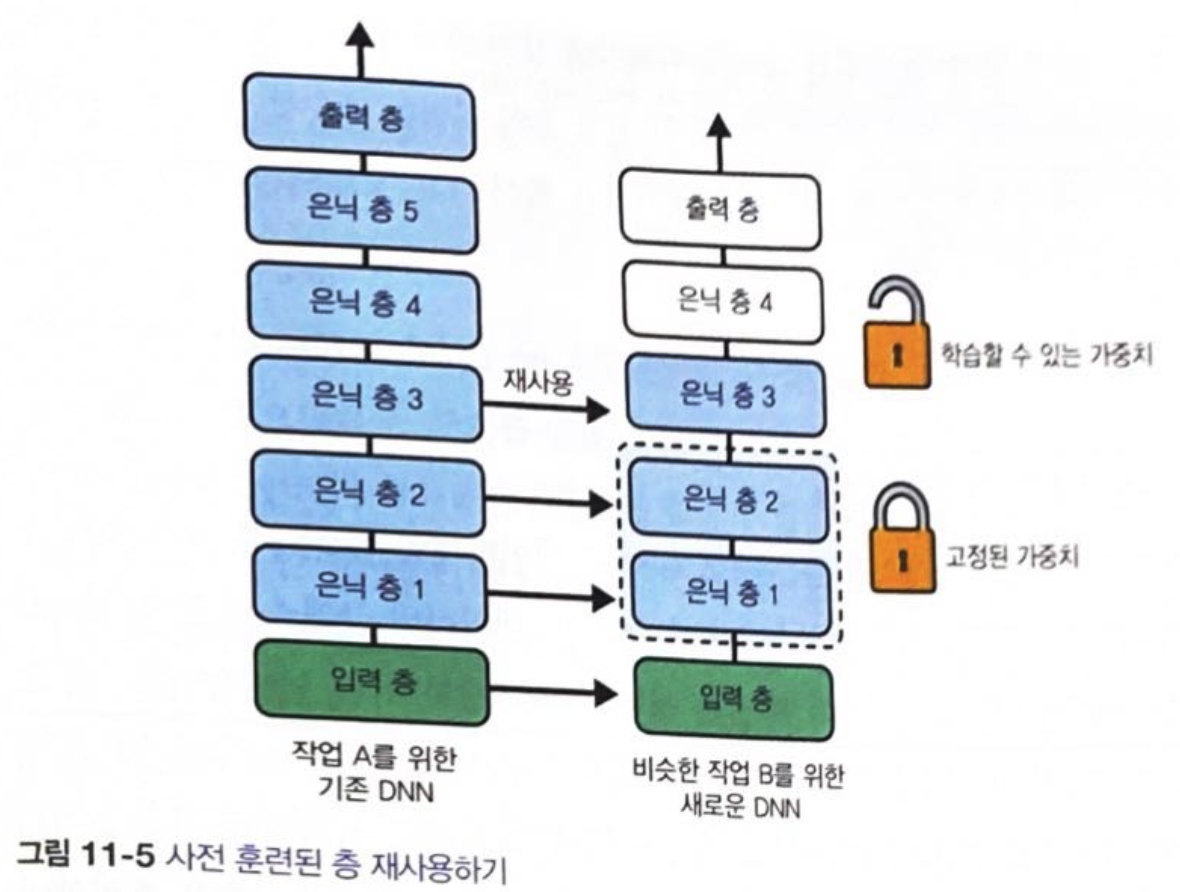 출력 층
은닉 층 5
은닉 층 4
은닉 층 3
은닉 층 2
은닉 층 1
입력 층
작업 A를 위한
기존 DNN
재사용
출력 층
은닉 층 4
은닉 층 3
은닉 층 2
은닉 층 1
입력 층
비슷한 작업 B를 위한
새로운 DNN
학습할 수 있는 가중치
고정된 가중치
그림 11-5 사전 훈련된 층 재사용하기